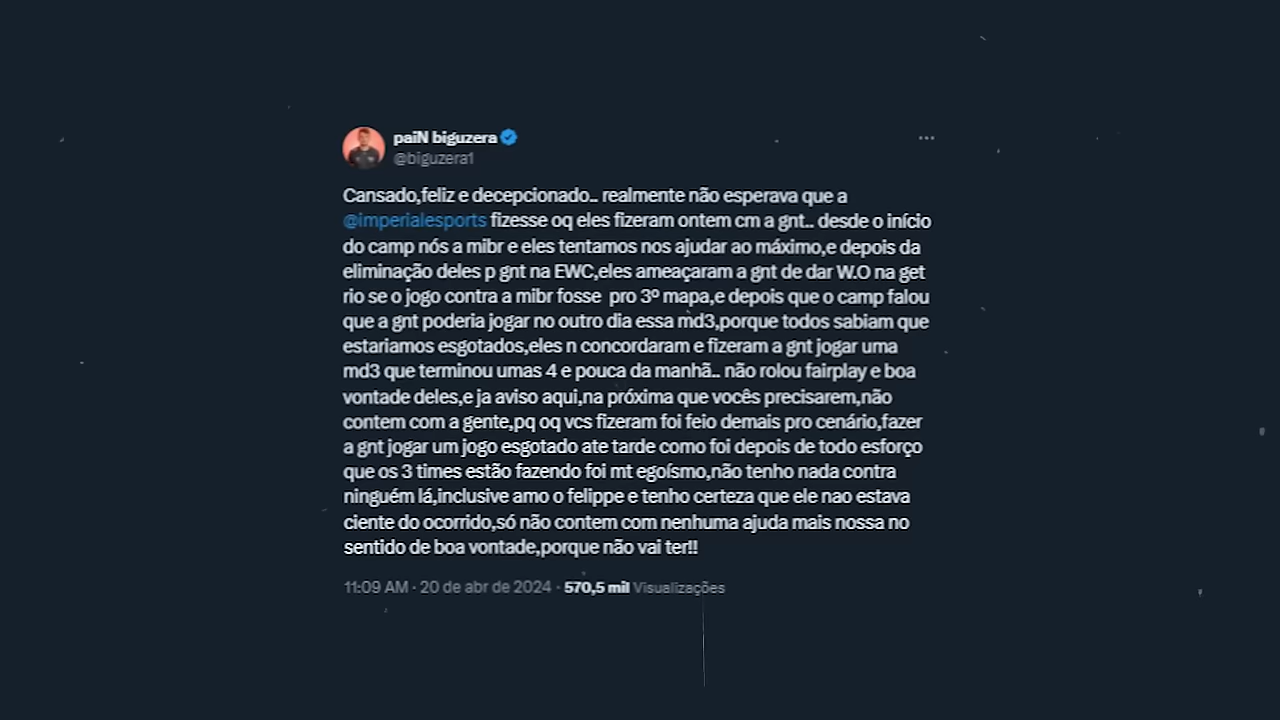 paiN biguzera
@biguzera1
Cansado,feliz e decepcionado.. realmente não esperava que a
@imperialesports fizesse oq eles fizeram ontem cm a gnt.. desde o início
do camp nós a mibr e eles tentamos nos ajudar ao máximo,e depois da
eliminação deles p gnt na EWC,eles ameaçaram a gnt de dar W.O na get
rio se o jogo contra a mibr fosse  pro 3º mapa,e depois que o camp falou
que a gnt poderia jogar no outro dia essa md3,porque todos sabiam que
estariamos esgotados,eles n concordaram e fizeram a gnt jogar uma
md3 que terminou umas 4 e pouca da manhã.. não rolou fairplay e boa
vontade deles,e ja aviso aqui,na próxima que vocês precisarem,não
contem com a gente,pq oq vcs fizeram foi feio demais pro cenário,fazer
a gnt jogar um jogo esgotado ate tarde como foi depois de todo esforço
que os 3 times estão fazendo foi mt egoísmo,não tenho nada contra
ninguém lá,inclusive amo o felippe e tenho certeza que ele nao estava
ciente do ocorrido,só não contem com nenhuma ajuda mais nossa no
sentido de boa vontade,porque não vai ter!!
11:09 AM · 20 de abr de 2024 · 570,5 mil Visualizações